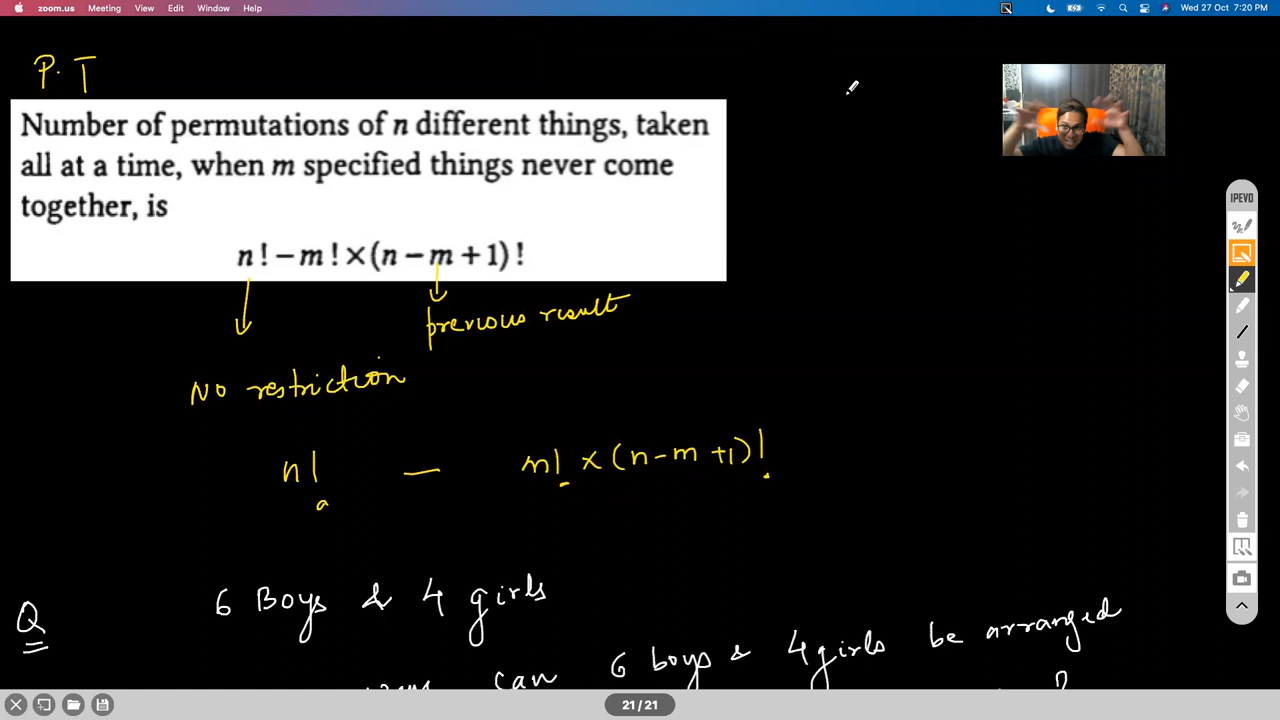 zoom.us Meeting View Edit Window Help Wed 27 Oct 7:20 PM
P. T
Number of permutations of n different things, taken
all at a time, when m specified things never come
together, is
n! − m! × (n − m + 1)!
previous result
No restriction
n! — m! × (n-m+1)!
Q 6 Boys & 4 girls
can 6 boys & 4 girls be arranged
?
IPEVO
21/21